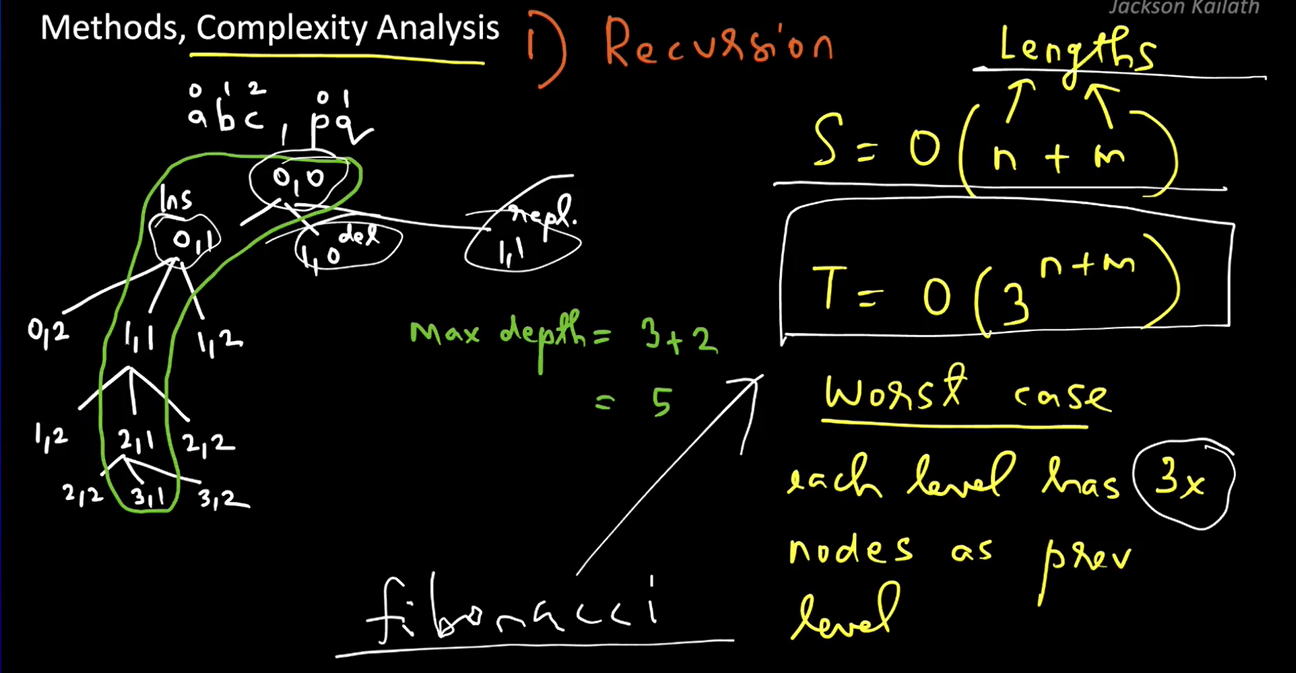 Jackson Kailath
Methods, Complexity Analysis
1) Recursion
Lengths
0 1 2 0 1
abc, pq
S = O(n + m)
0,0
Ins
0,1
1,0 del
repl.
1,1
T = O(3^n+m)
0,2 1,1 1,2
Max depth = 3+2
= 5
Worst case
1,2 2,1 2,2
each level has 3x
2,2 3,1 3,2
nodes as prev
level
fibonacci